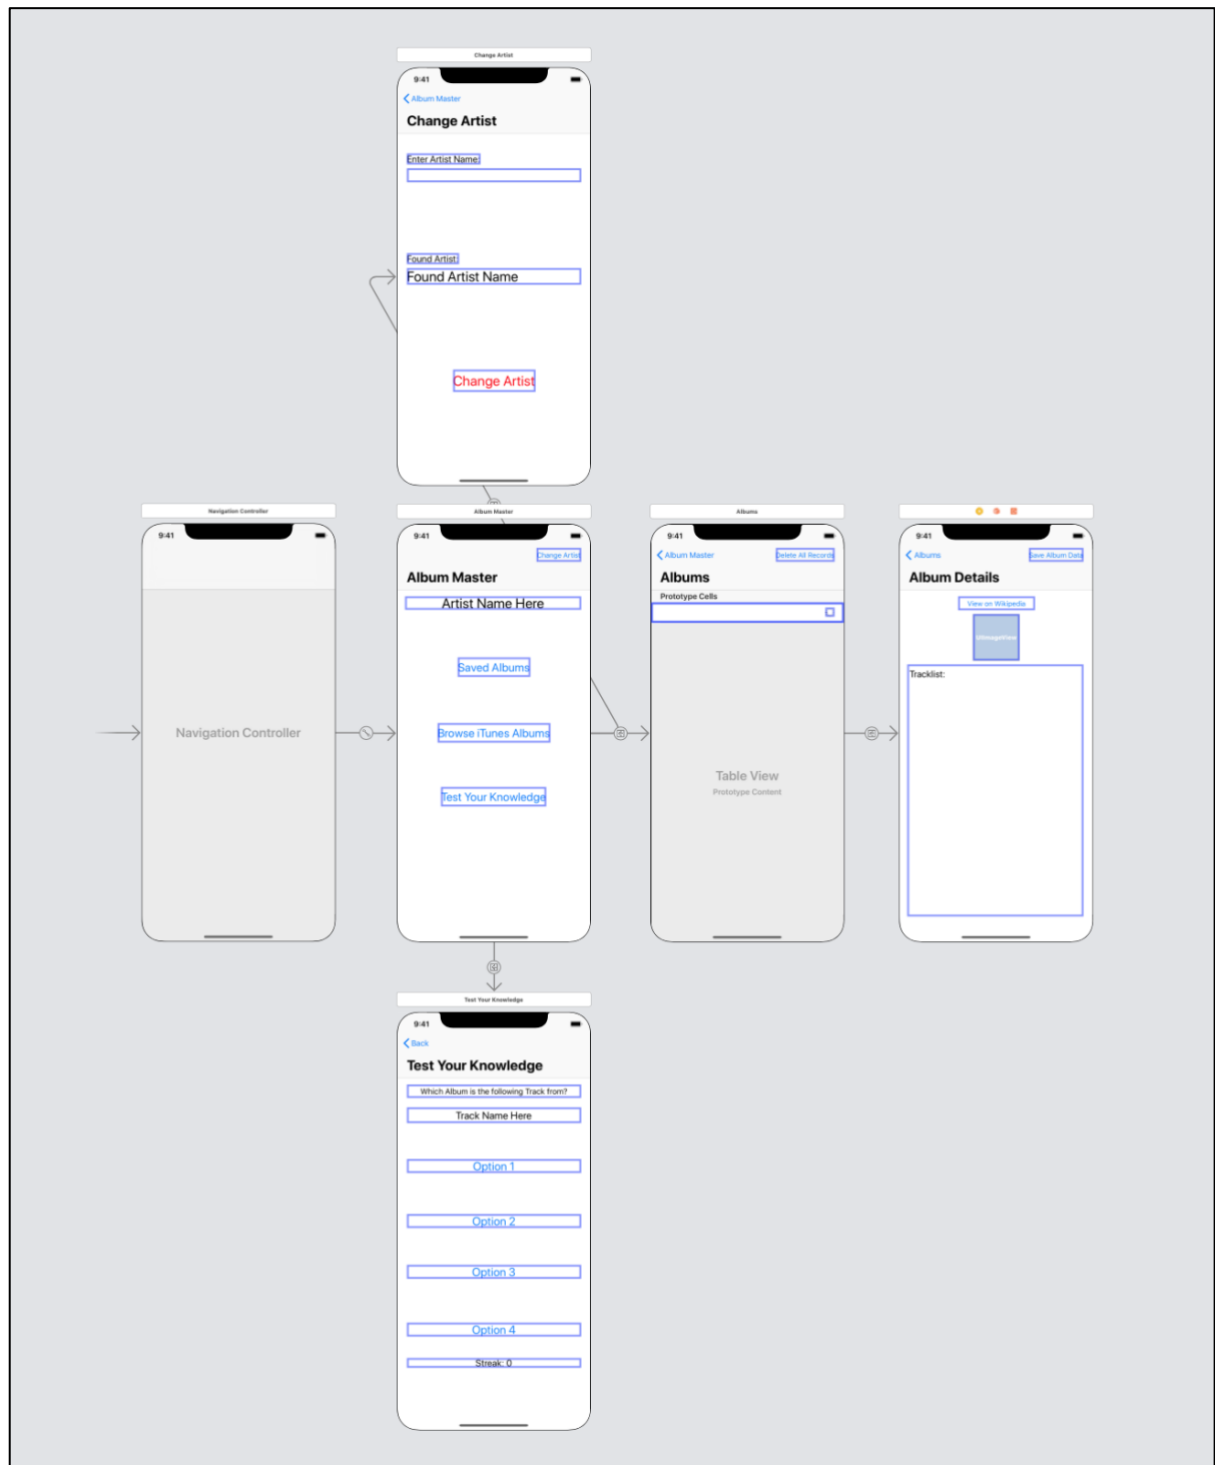 Change Artist
9:41
Album Master
Change Artist
Enter Artist Name:
Found Artist:
Found Artist Name
Change Artist
Navigation Controller
9:41
Navigation Controller
Album Master
9:41
Change Artist
Album Master
Artist Name Here
Saved Albums
Browse iTunes Albums
Test Your Knowledge
Albums
9:41
Album Master
Delete All Records
Albums
Prototype Cells
Table View
Prototype Content
9:41
Albums
Save Album Data
Album Details
View on Wikipedia
UIImageView
Tracklist:
Test Your Knowledge
9:41
Back
Test Your Knowledge
Which Album is the following Track from?
Track Name Here
Option 1
Option 2
Option 3
Option 4
Streak: 0